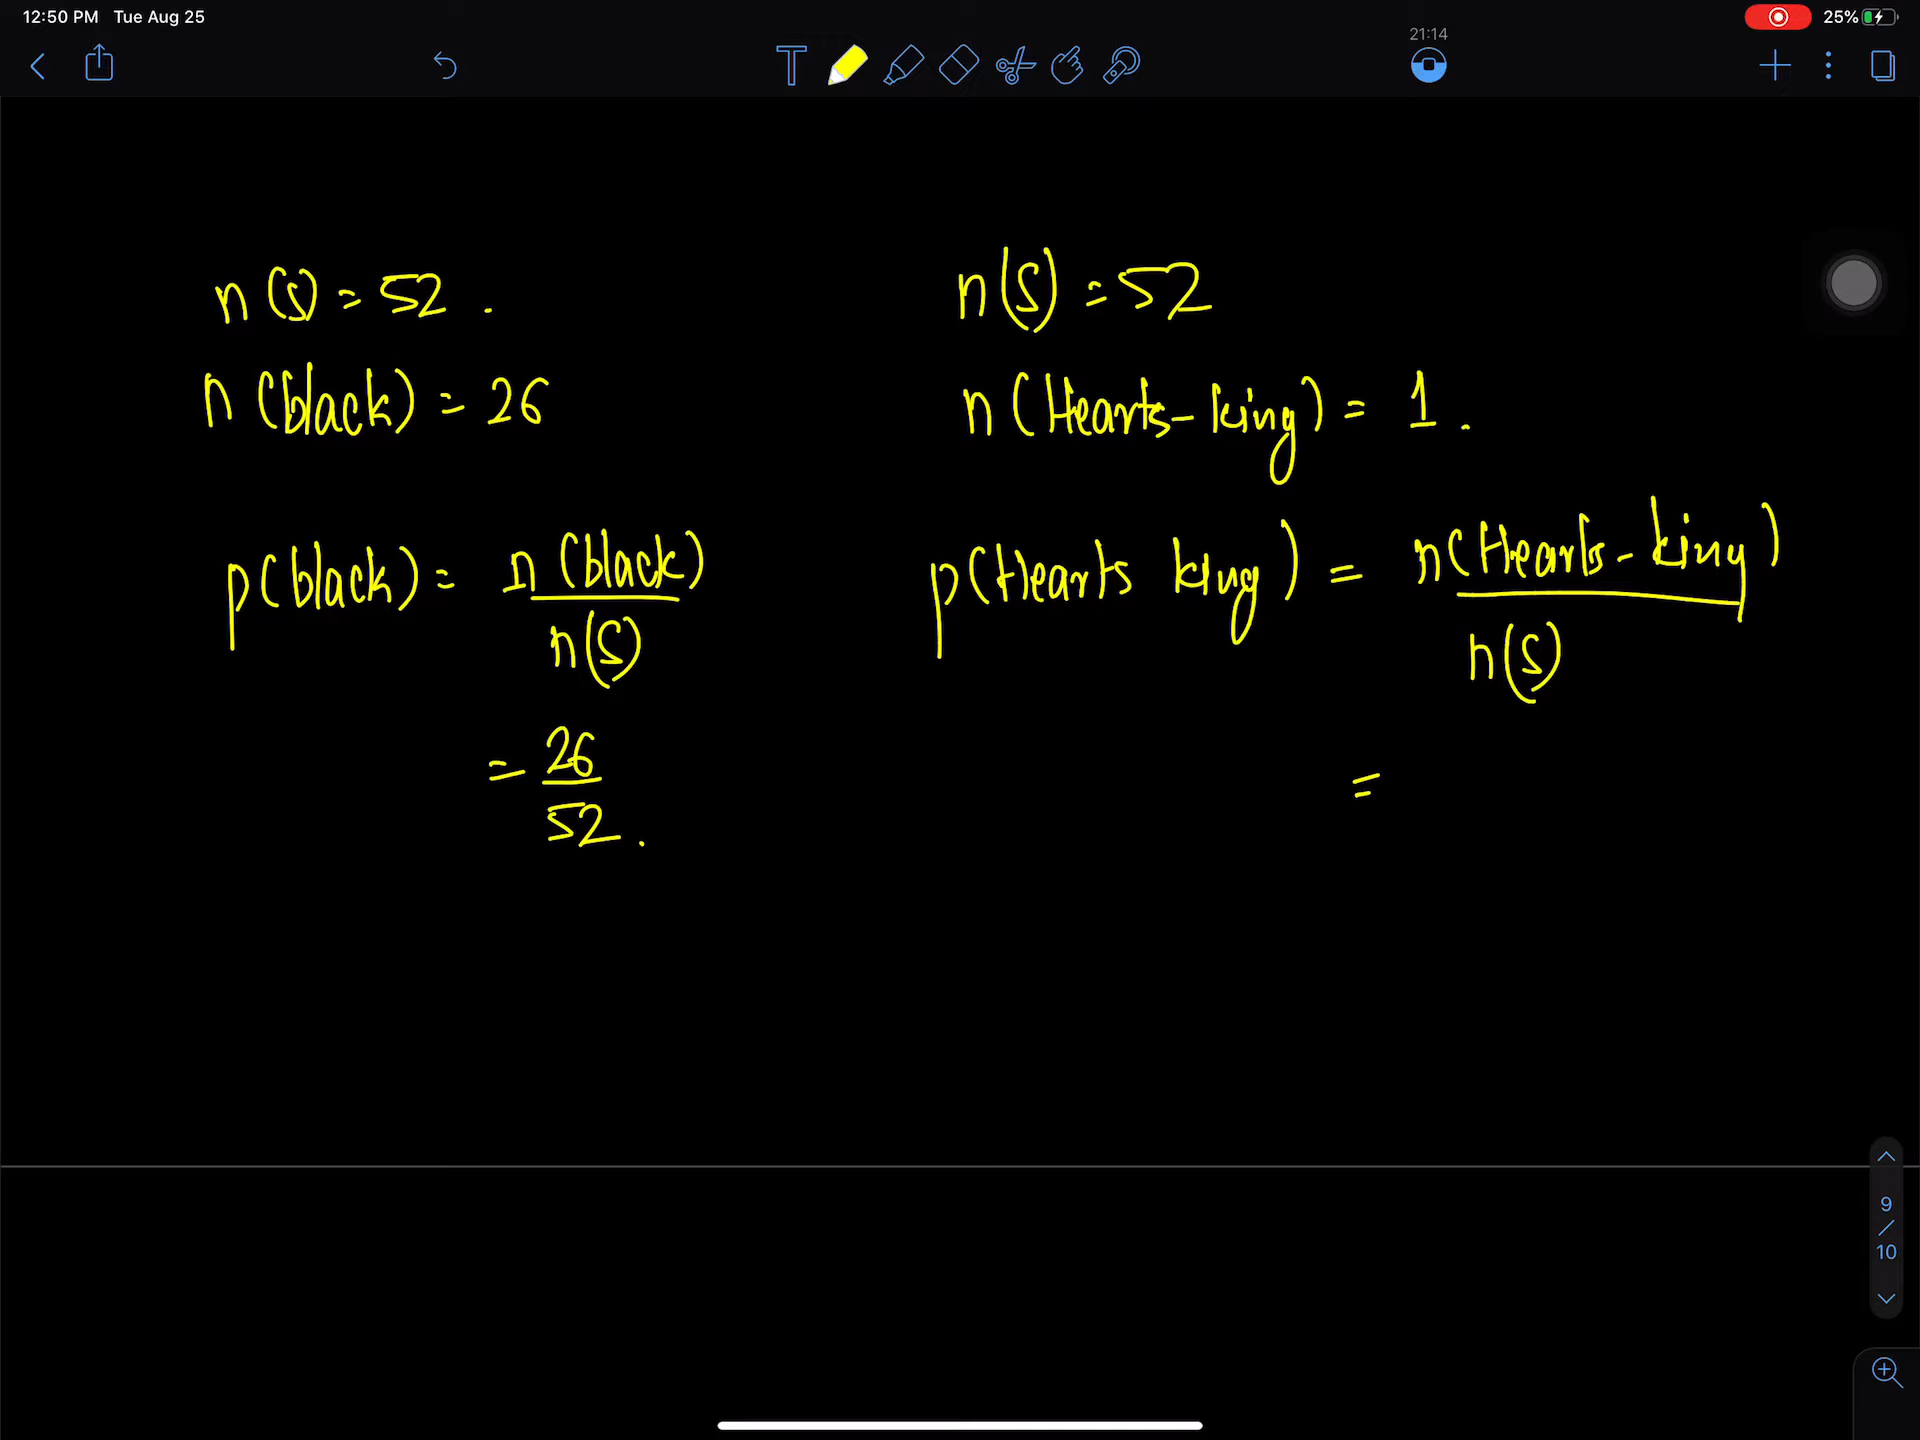 12:50 PM Tue Aug 25
25%
21:14
n(s) = 52 .
n(black) = 26
p(black) = n(black)
n(s)
= 26
52 .
n(s) = 52
n(Hearts-king) = 1 .
p(Hearts king) = n(Hearts-king)
n(s)
=
9
/
10